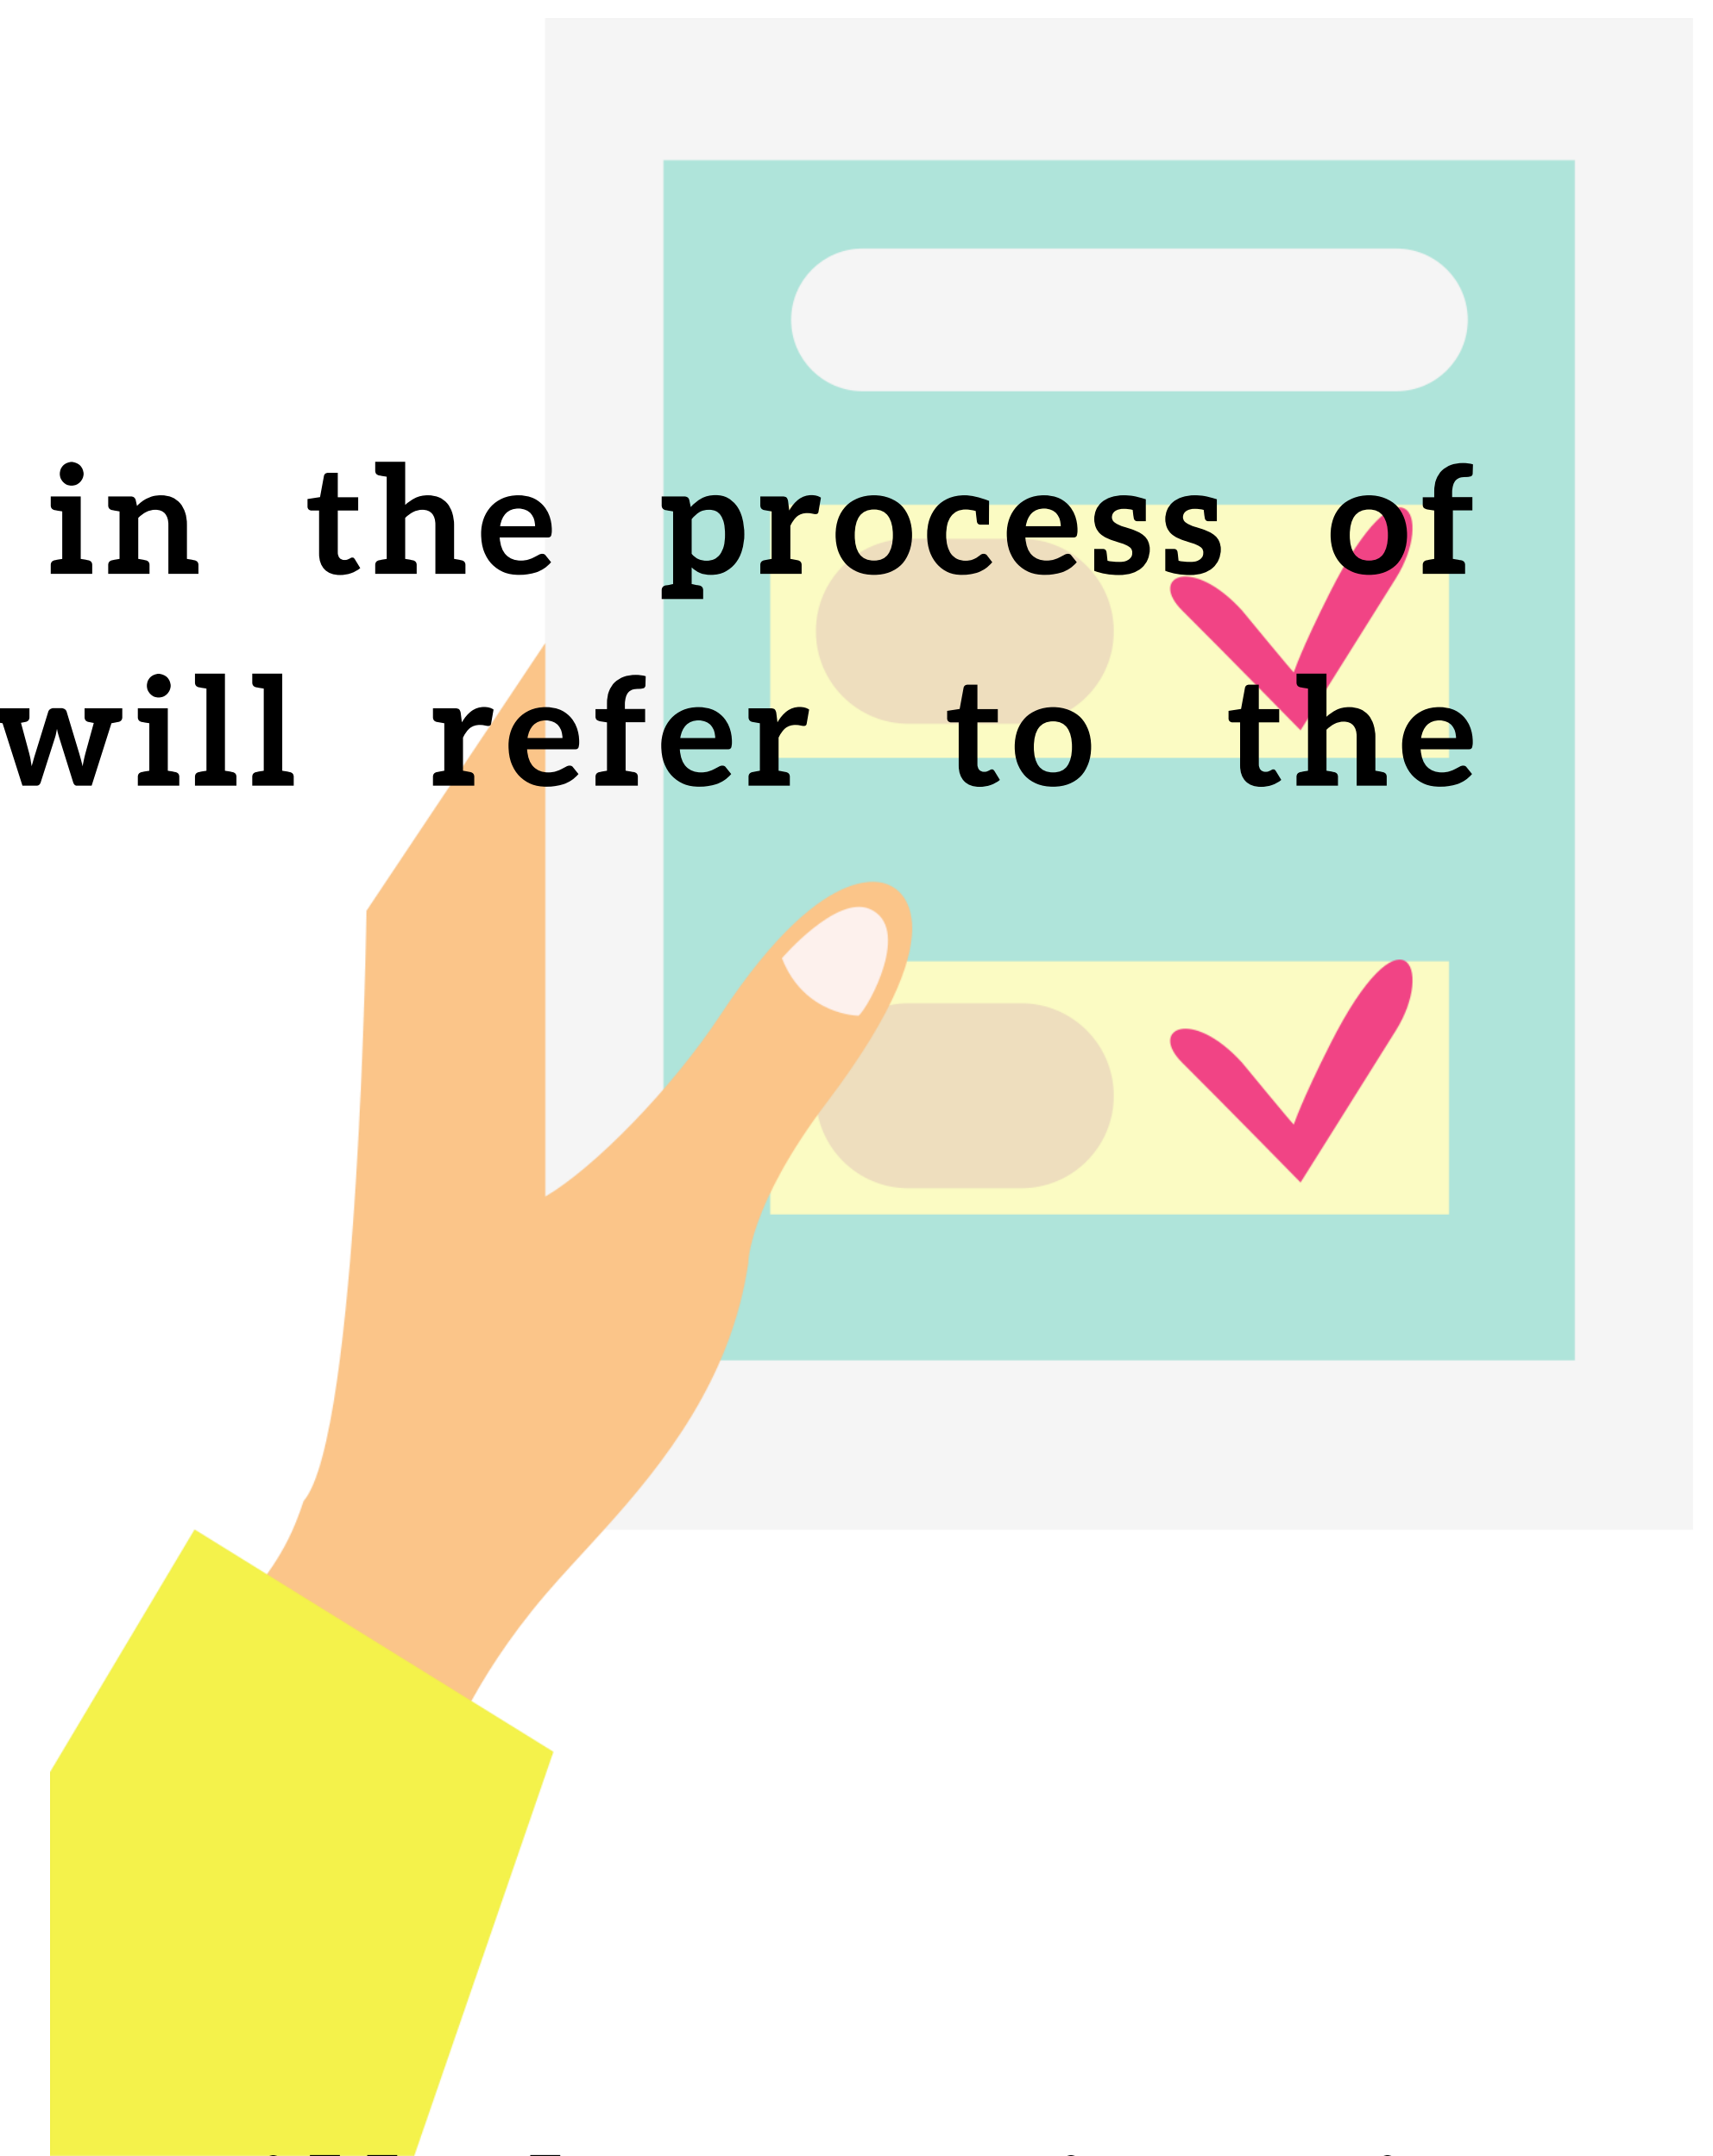 in the process of
will refer to the